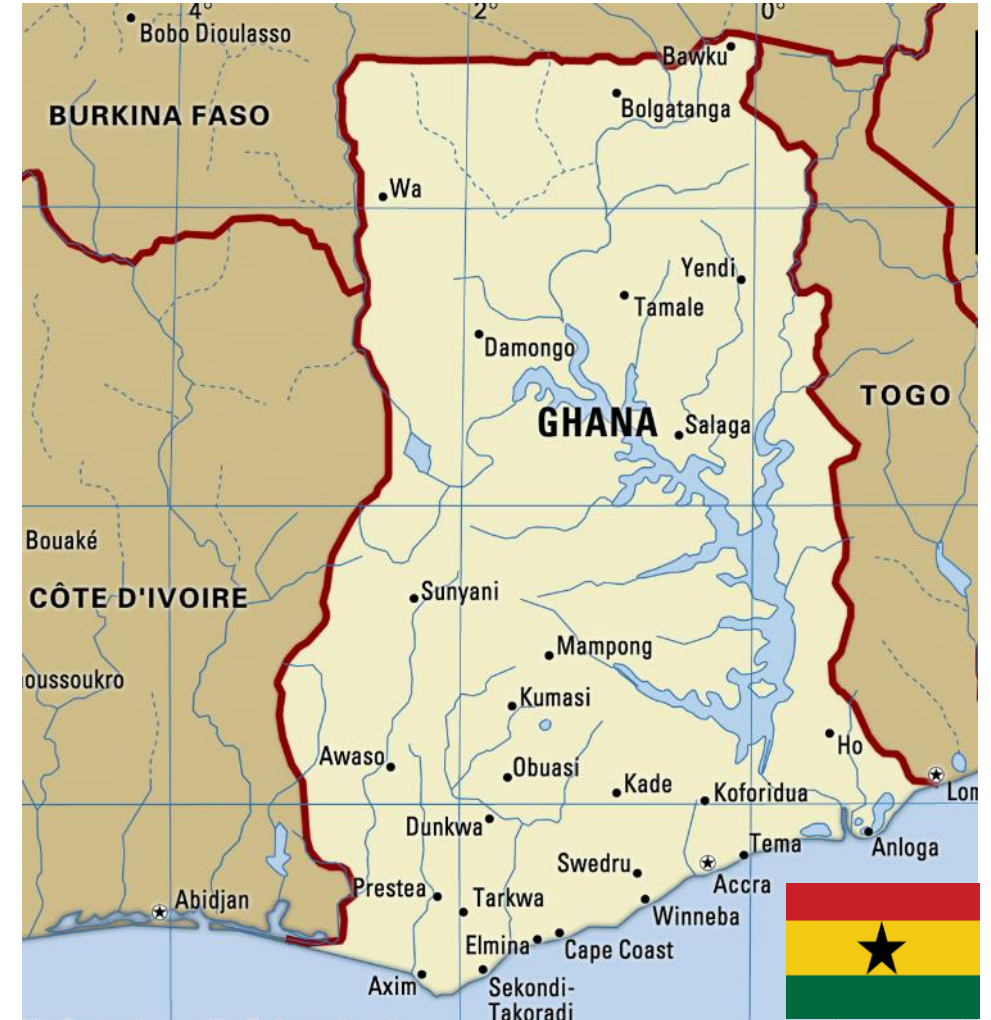 4°
2°
0°
Bobo Dioulasso
Bawku
BURKINA FASO
Bolgatanga
Wa
Yendi
Tamale
Damongo
TOGO
GHANA
Salaga
Bouaké
CÔTE D'IVOIRE
Sunyani
Mampong
oussoukro
Kumasi
Ho
Awaso
Obuasi
Kade
Koforidua
Lom
Dunkwa
Tema
Anloga
Swedru
Accra
Prestea
Tarkwa
Abidjan
Winneba
Elmina
Cape Coast
Axim
Sekondi-
Takoradi